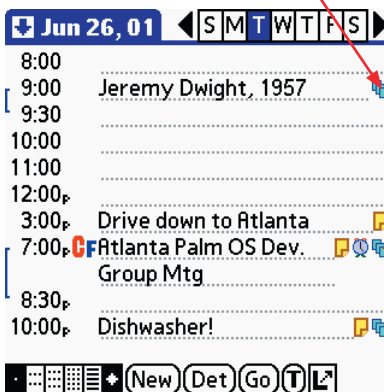 Jun 26, 01 S M T W T F S
8:00
9:00 Jeremy Dwight, 1957
9:30
10:00
11:00
12:00P
3:00P Drive down to Atlanta
7:00P CF Atlanta Palm OS Dev.
Group Mtg
8:30P
10:00P Dishwasher!
New Det Go T